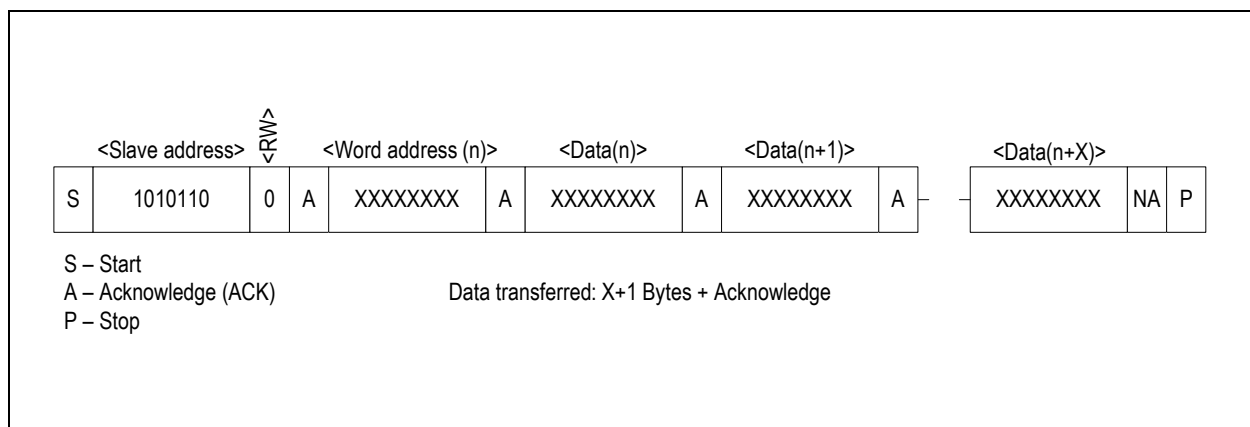 <RW>
<Slave address> <Word address (n)> <Data(n)> <Data(n+1)> <Data(n+X)>
S 1010110 0 A XXXXXXXX A XXXXXXXX A XXXXXXXX A XXXXXXXX NA P
S – Start
A – Acknowledge (ACK) Data transferred: X+1 Bytes + Acknowledge
P – Stop